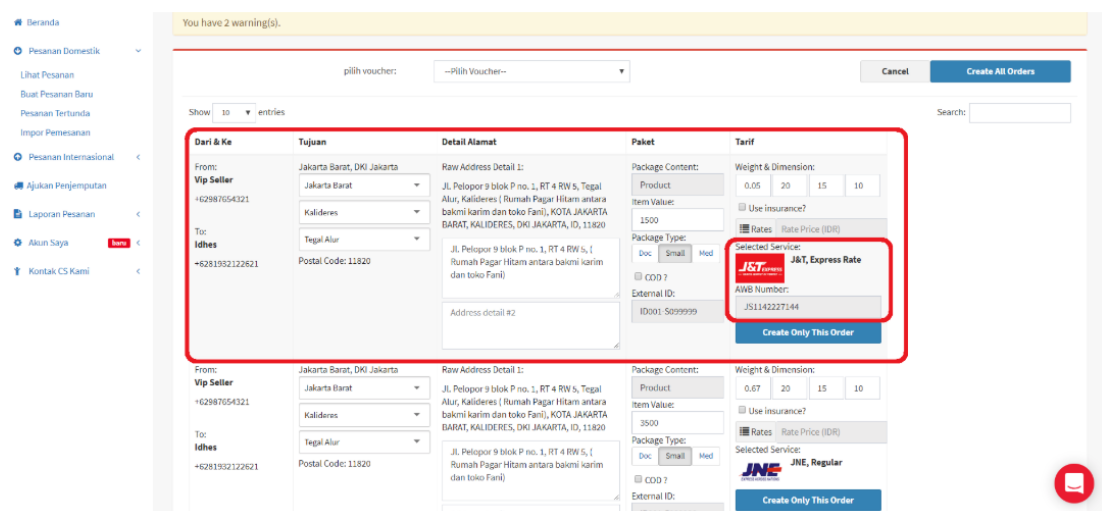 Beranda
You have 2 warning(s).
Pesanan Domestik
Lihat Pesanan
Buat Pesanan Baru
Pesanan Tertunda
Impor Pemesanan
Pesanan Internasional
Ajukan Penjemputan
Laporan Pesanan
Akun Saya baru
Kontak CS Kami
pilih voucher: --Pilih Voucher-- Cancel Create All Orders
Show 10 entries Search:
Dari & Ke Tujuan Detail Alamat Paket Tarif
From:
Vip Seller
+62987654321
To:
Idhes
+6281932122621
Jakarta Barat, DKI Jakarta
Jakarta Barat
Kalideres
Tegal Alur
Postal Code: 11820
Raw Address Detail 1:
JL Pelopor 9 blok P no. 1, RT 4 RW 5, Tegal
Alur, Kalideres ( Rumah Pagar Hitam antara
bakmi karim dan toko Fani), KOTA JAKARTA
BARAT, KALIDERES, DKI JAKARTA, ID, 11820
JL. Pelopor 9 blok P no. 1, RT 4 RW 5, (
Rumah Pagar Hitam antara bakmi karim
dan toko Fani)
Address detail #2
Package Content:
Product
Item Value:
1500
Package Type:
Doc Small Med
COD ?
External ID:
ID001-S099999
Weight & Dimension:
0.05 20 15 10
Use insurance?
Rates Rate Price (IDR)
Selected Service:
J&T EXPRESS J&T, Express Rate
AWB Number:
JS1142227144
Create Only This Order
From:
Vip Seller
+62987654321
To:
Idhes
+6281932122621
Jakarta Barat, DKI Jakarta
Jakarta Barat
Kalideres
Tegal Alur
Postal Code: 11820
Raw Address Detail 1:
JL Pelopor 9 blok P no. 1, RT 4 RW 5, Tegal
Alur, Kalideres ( Rumah Pagar Hitam antara
bakmi karim dan toko Fani), KOTA JAKARTA
BARAT, KALIDERES, DKI JAKARTA, ID, 11820
JL. Pelopor 9 blok P no. 1, RT 4 RW 5, (
Rumah Pagar Hitam antara bakmi karim
dan toko Fani)
Package Content:
Product
Item Value:
3500
Package Type:
Doc Small Med
COD ?
External ID:
Weight & Dimension:
0.67 20 15 10
Use insurance?
Rates Rate Price (IDR)
Selected Service:
JNE JNE, Regular
Create Only This Order